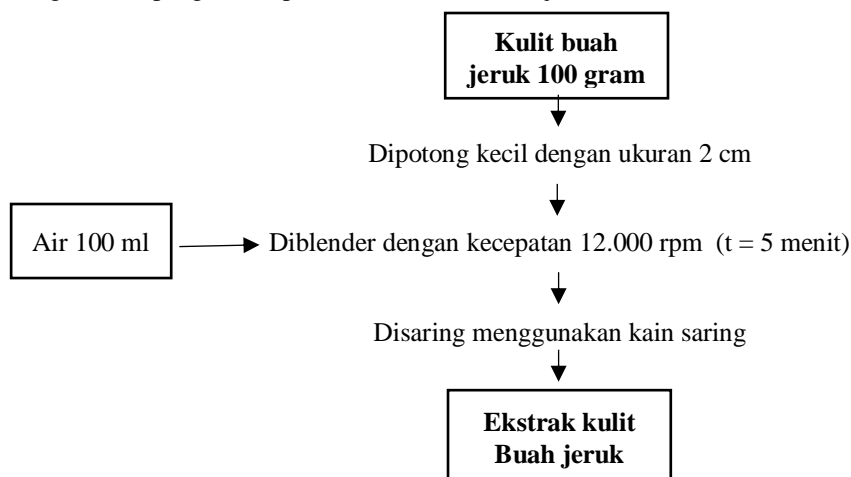 Kulit buah
jeruk 100 gram
Dipotong kecil dengan ukuran 2 cm
Air 100 ml
Diblender dengan kecepatan 12.000 rpm (t = 5 menit)
Disaring menggunakan kain saring
Ekstrak kulit
Buah jeruk